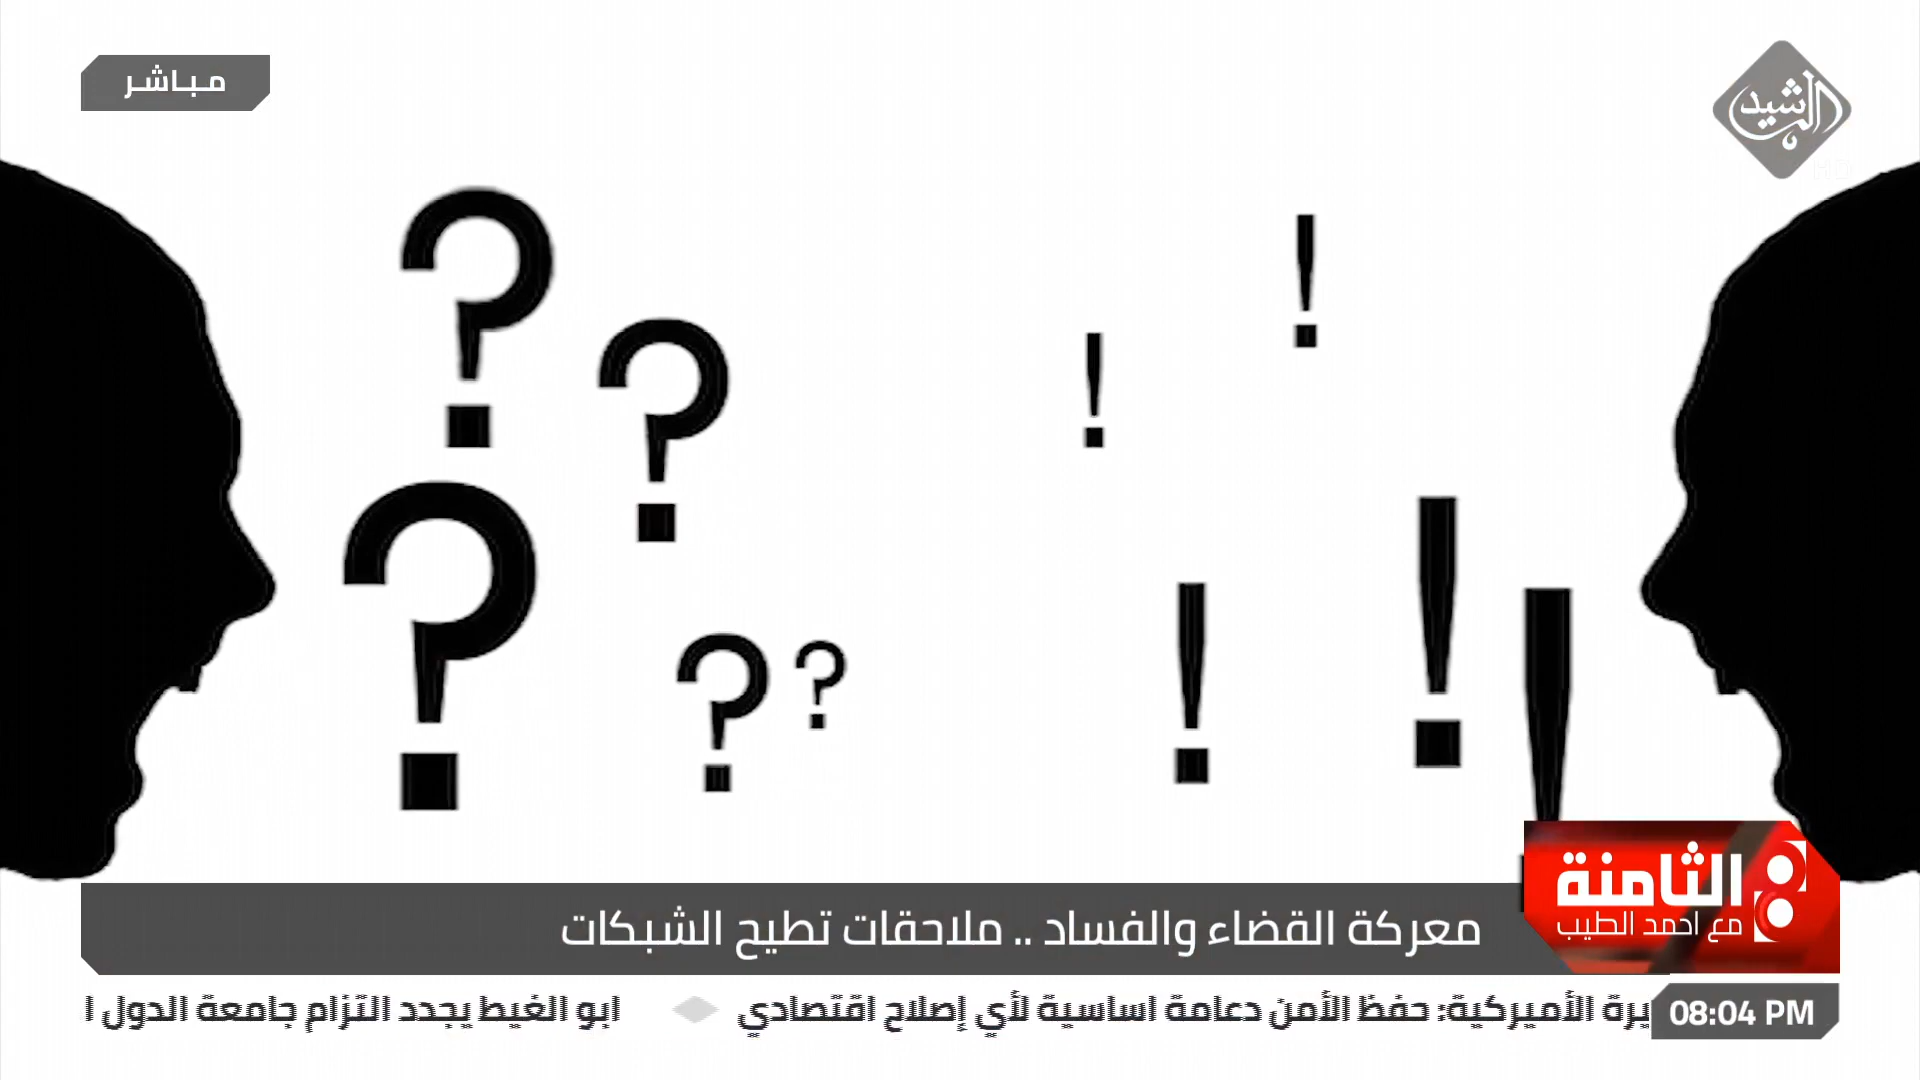 مباشر
الرشيد
? ? ? ? ?
! ! ! ! !
الثامنة
مع احمد الطيب
معركة القضاء والفساد .. ملاحقات تطيح الشبكات
يرة الأميركية: حفظ الأمن دعامة اساسية لأي إصلاح اقتصادي
ابو الغيط يجدد التزام جامعة الدول ا
08:04 PM